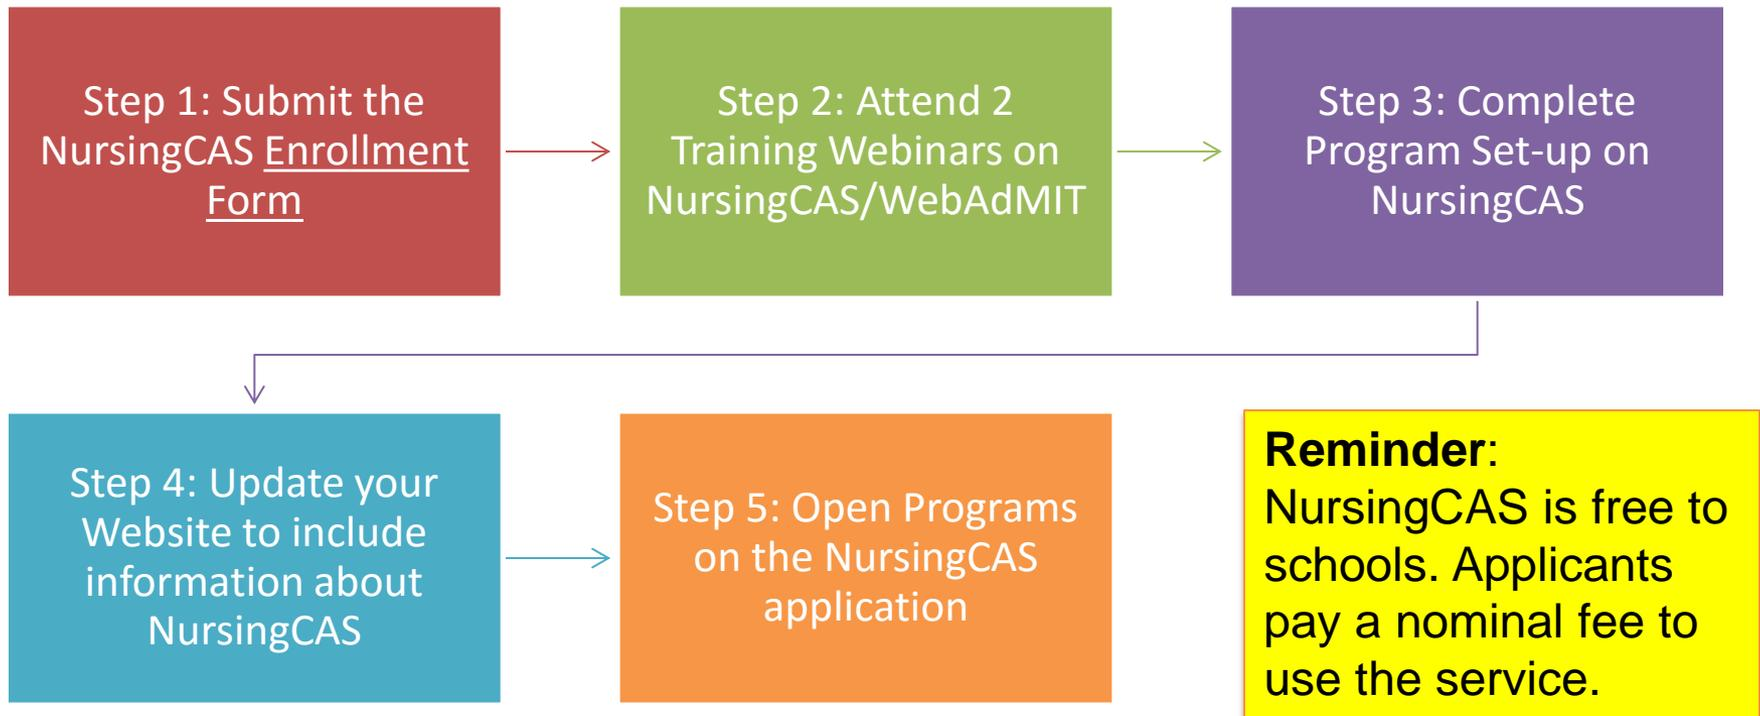 Step 1: Submit the
NursingCAS Enrollment
Form
Step 2: Attend 2
Training Webinars on
NursingCAS/WebAdMIT
Step 3: Complete
Program Set-up on
NursingCAS
Step 4: Update your
Website to include
information about
NursingCAS
Step 5: Open Programs
on the NursingCAS
application
Reminder:
NursingCAS is free to
schools. Applicants
pay a nominal fee to
use the service.